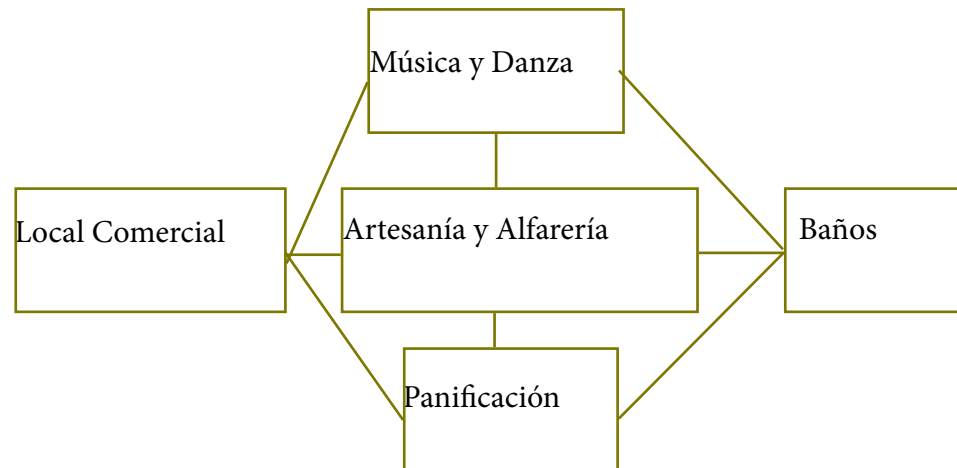 Música y Danza
Local Comercial
Artesanía y Alfarería
Baños
Panificación